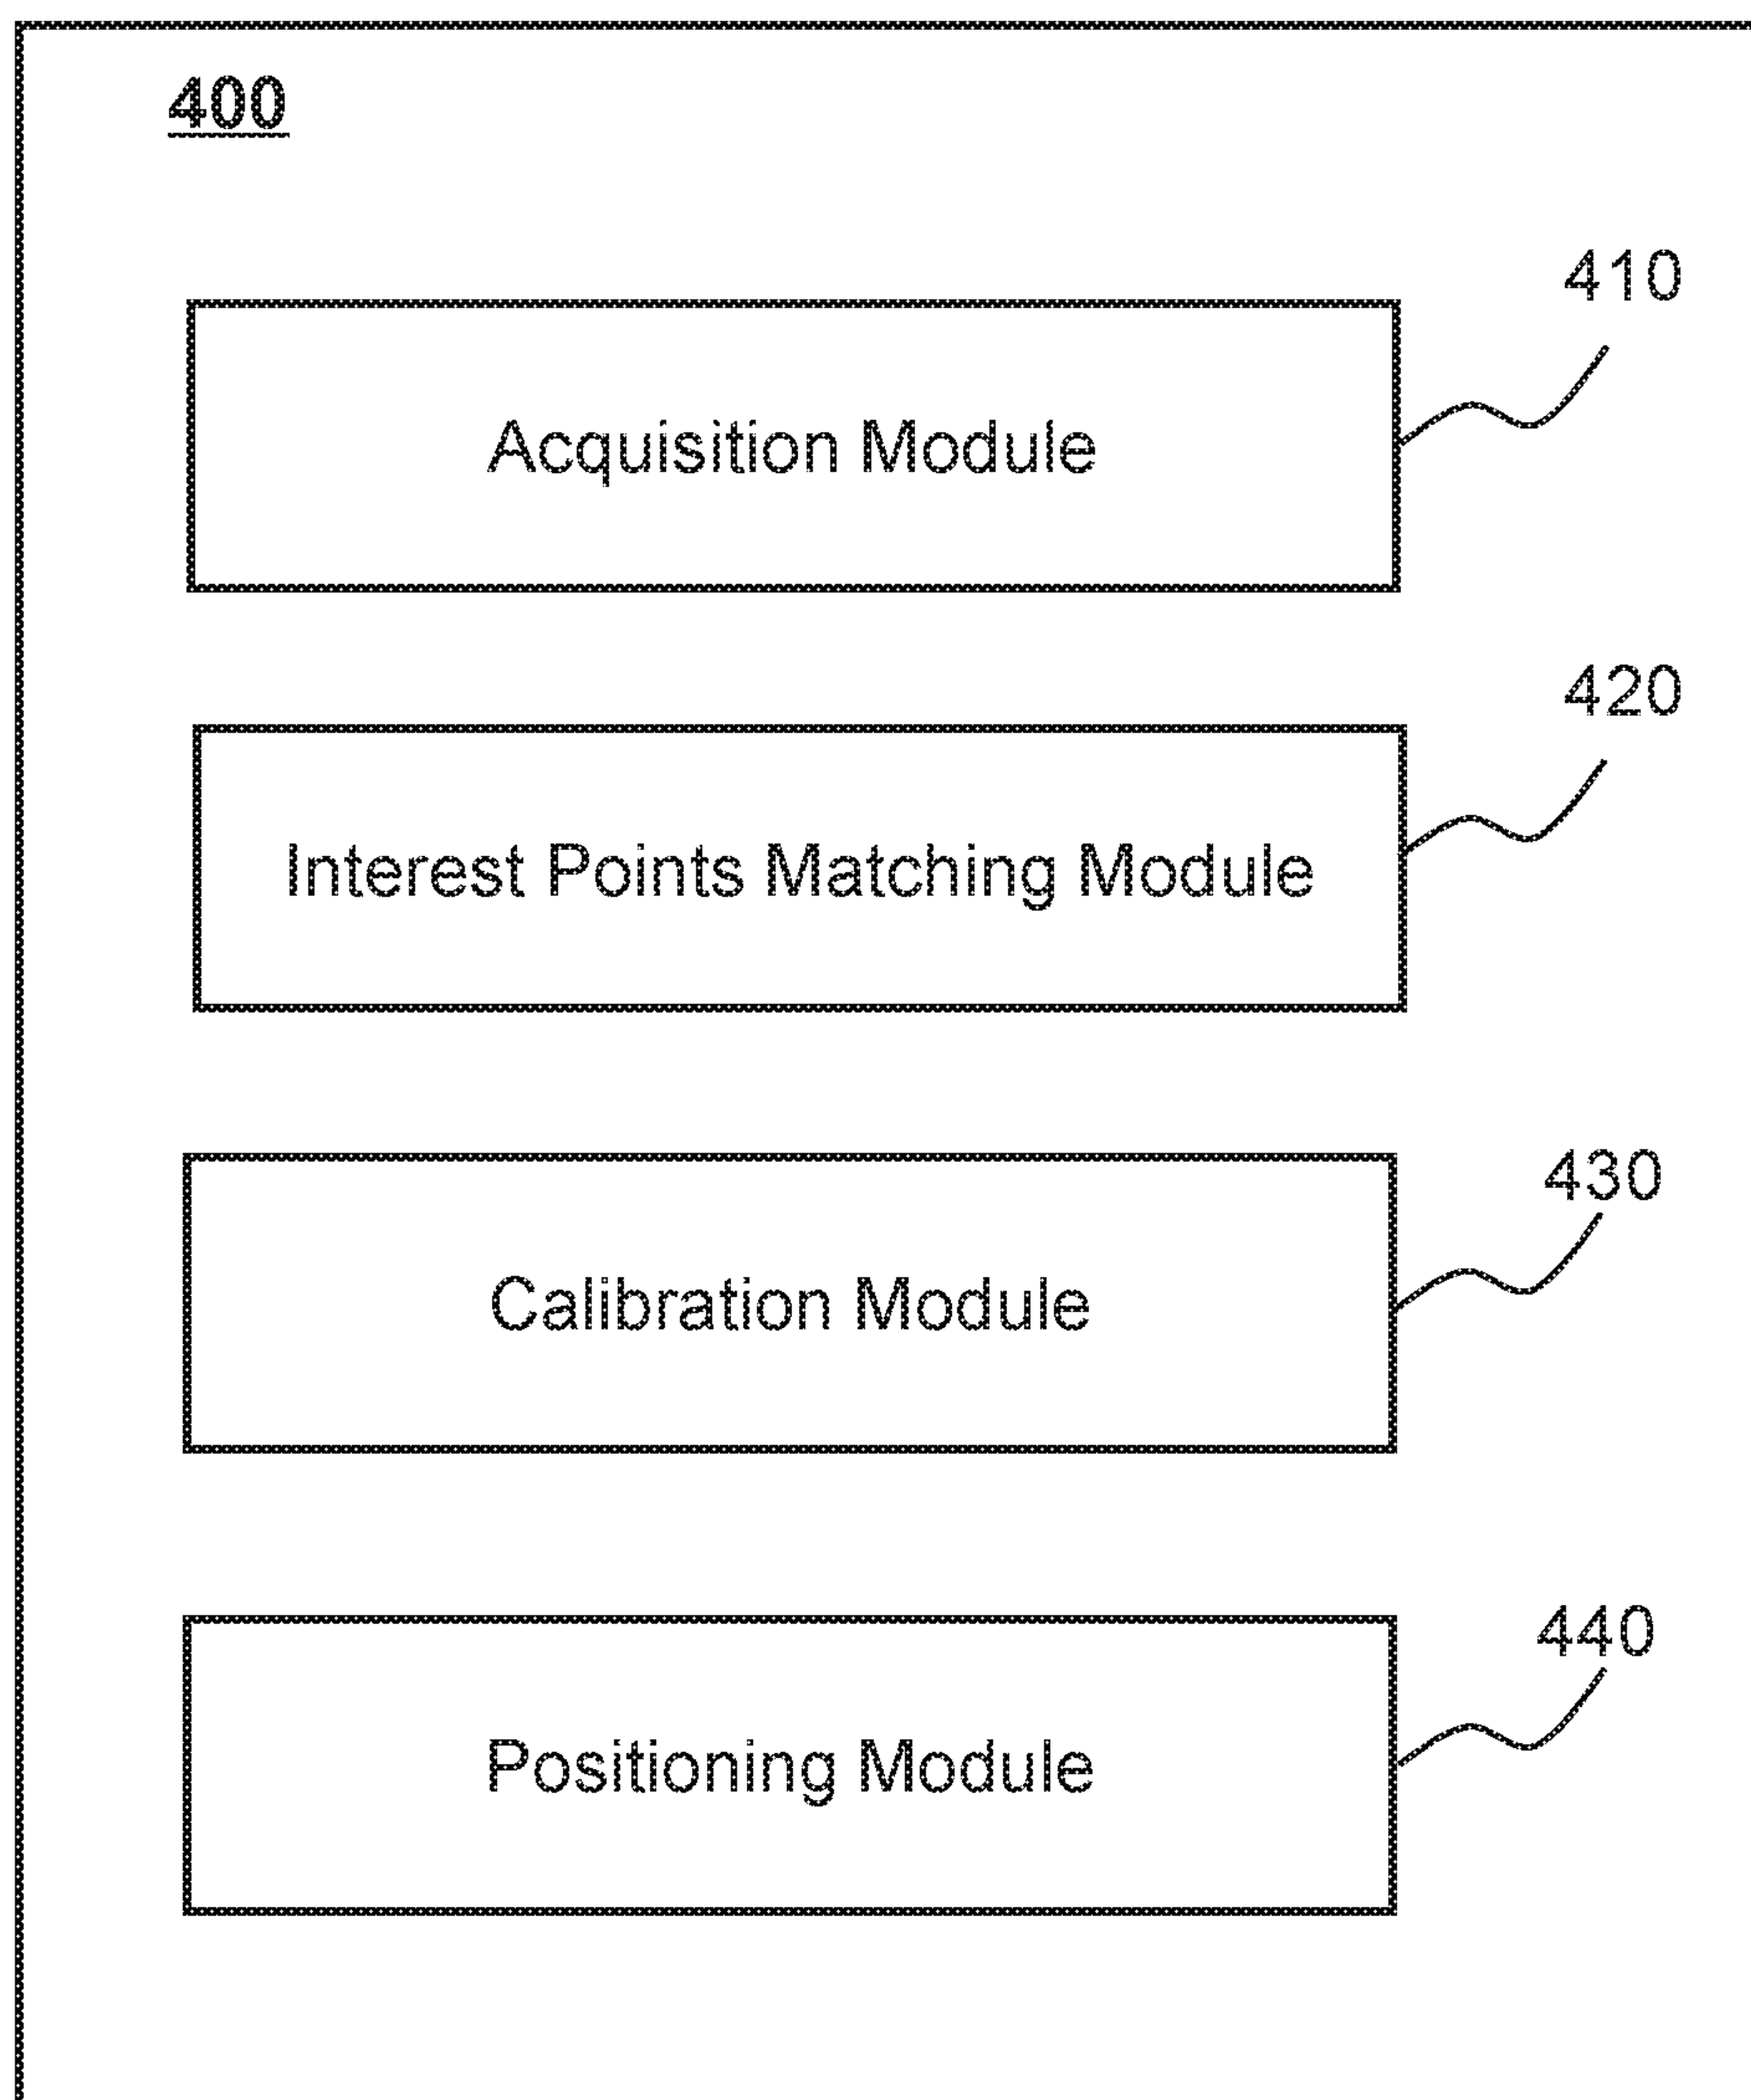 400
410
Acquisition Module
420
Interest Points Matching Module
430
Calibration Module
440
Positioning Module